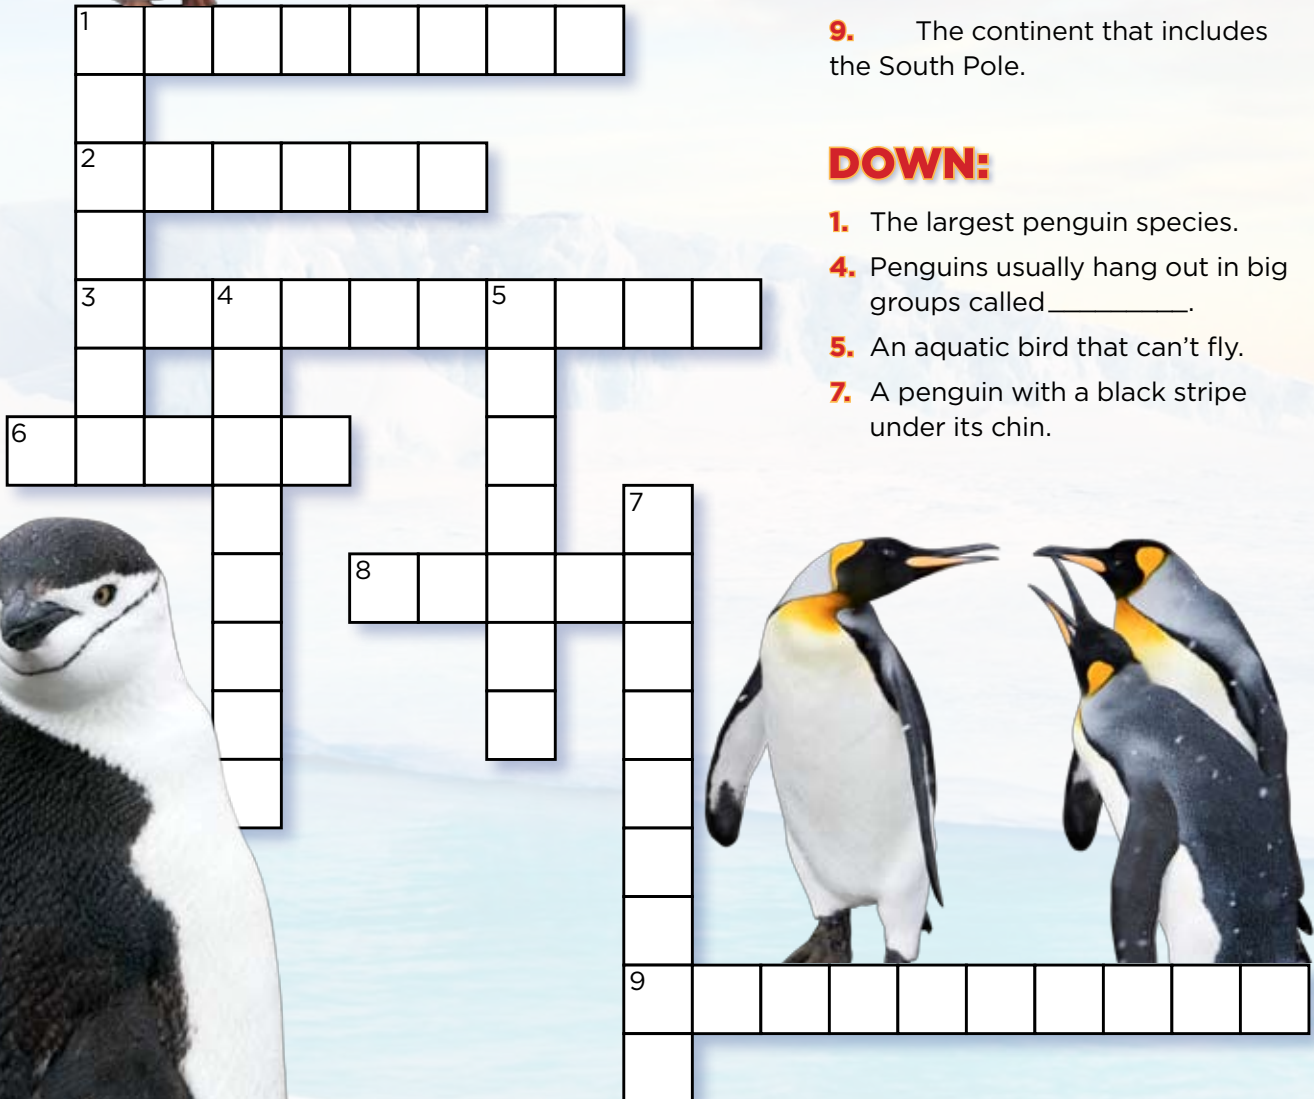 1
2
3
4
5
6
7
8
9
9. The continent that includes
the South Pole.
DOWN:
1. The largest penguin species.
4. Penguins usually hang out in big
groups called__________.
5. An aquatic bird that can't fly.
7. A penguin with a black stripe
under its chin.